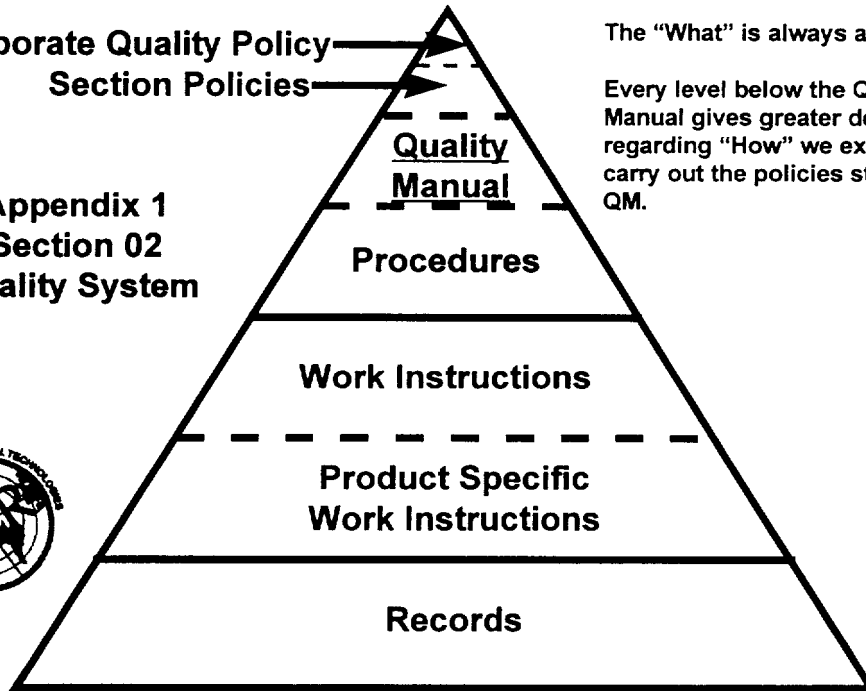 porate Quality Policy
Section Policies
The “What” is always a
Every level below the Q
Manual gives greater de
regarding “How” we ex
carry out the policies st
QM.
Quality
Manual
Appendix 1
Section 02
ality System
Procedures
Work Instructions
Product Specific
Work Instructions
TECHNOLOGIES
Records